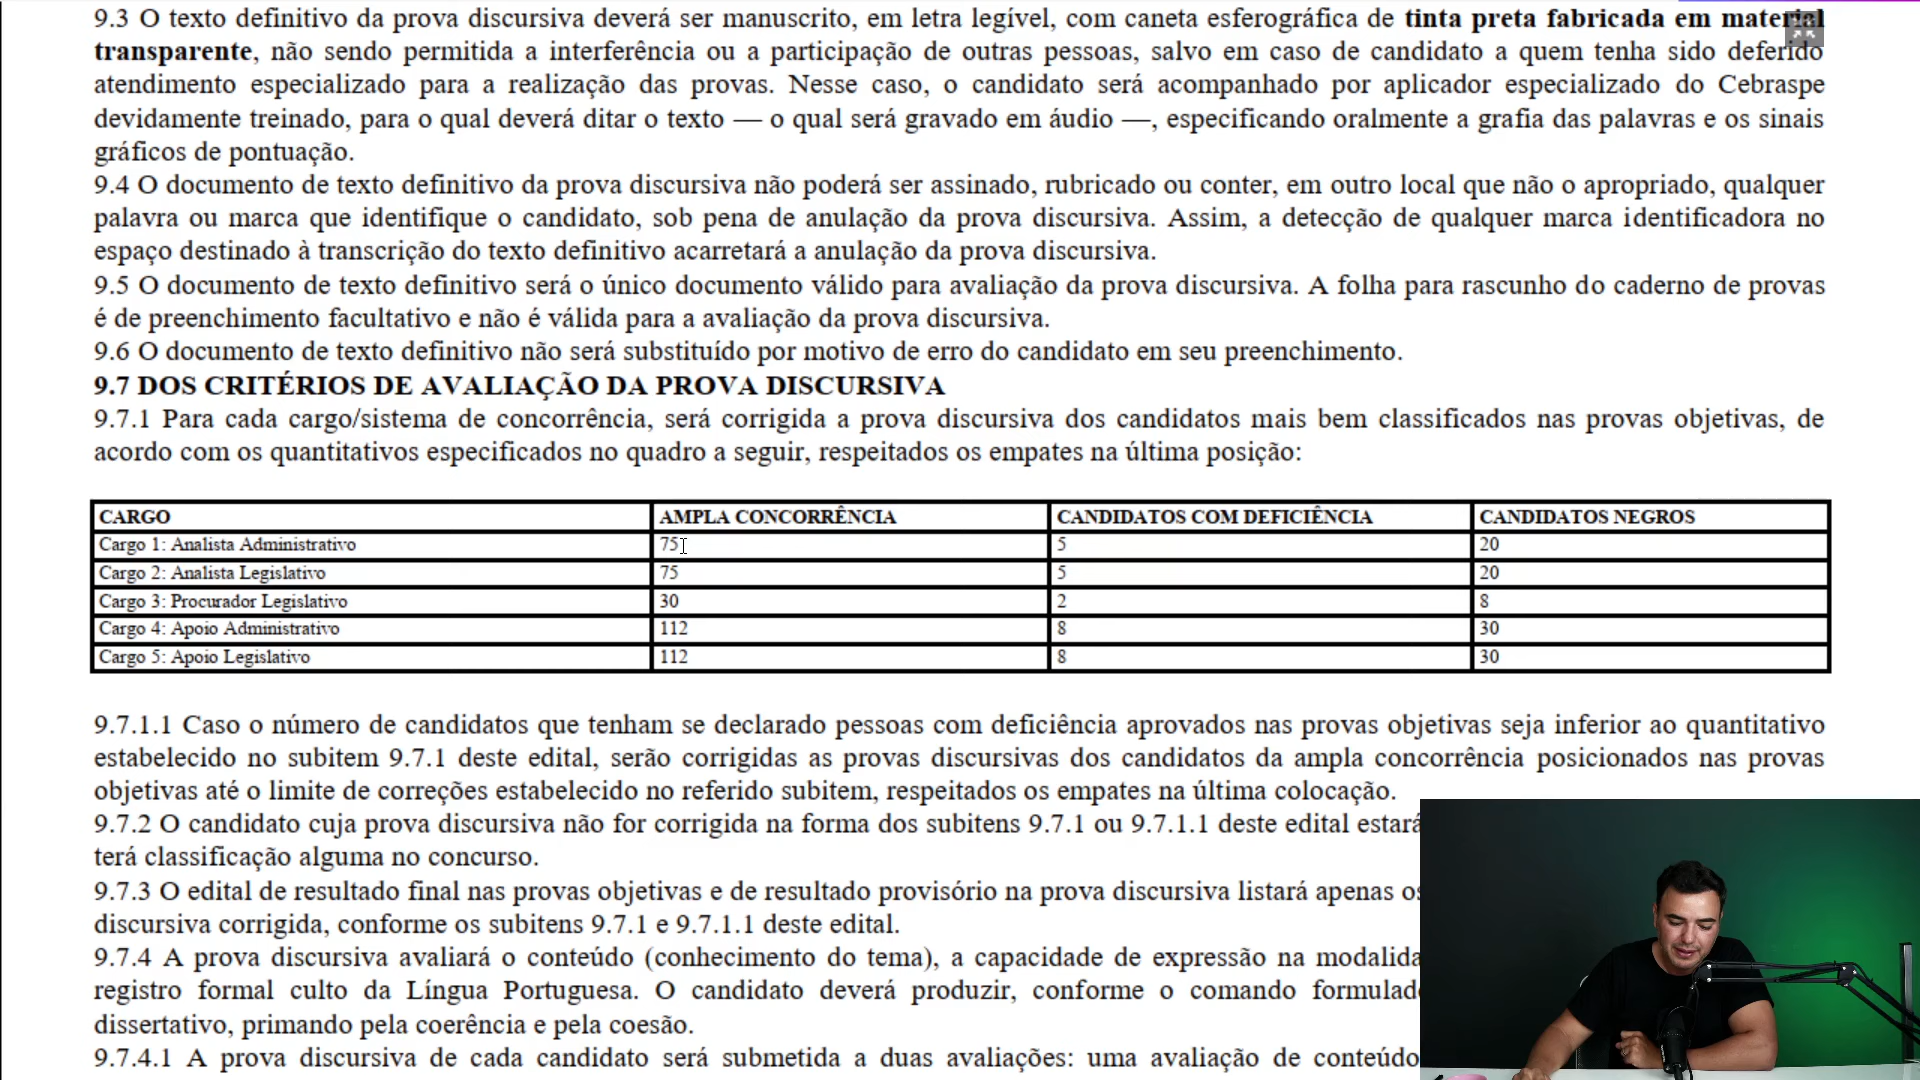 9.3 O texto definitivo da prova discursiva deverá ser manuscrito, em letra legível, com caneta esferográfica de tinta preta fabricada em material
transparente, não sendo permitida a interferência ou a participação de outras pessoas, salvo em caso de candidato a quem tenha sido deferido
atendimento especializado para a realização das provas. Nesse caso, o candidato será acompanhado por aplicador especializado do Cebraspe
devidamente treinado, para o qual deverá ditar o texto — o qual será gravado em áudio —, especificando oralmente a grafia das palavras e os sinais
gráficos de pontuação.
9.4 O documento de texto definitivo da prova discursiva não poderá ser assinado, rubricado ou conter, em outro local que não o apropriado, qualquer
palavra ou marca que identifique o candidato, sob pena de anulação da prova discursiva. Assim, a detecção de qualquer marca identificadora no
espaço destinado à transcrição do texto definitivo acarretará a anulação da prova discursiva.
9.5 O documento de texto definitivo será o único documento válido para avaliação da prova discursiva. A folha para rascunho do caderno de provas
é de preenchimento facultativo e não é válida para a avaliação da prova discursiva.
9.6 O documento de texto definitivo não será substituído por motivo de erro do candidato em seu preenchimento.
9.7 DOS CRITÉRIOS DE AVALIAÇÃO DA PROVA DISCURSIVA
9.7.1 Para cada cargo/sistema de concorrência, será corrigida a prova discursiva dos candidatos mais bem classificados nas provas objetivas, de
acordo com os quantitativos especificados no quadro a seguir, respeitados os empates na última posição:
CARGO AMPLA CONCORRÊNCIA CANDIDATOS COM DEFICIÊNCIA CANDIDATOS NEGROS
Cargo 1: Analista Administrativo 75 5 20
Cargo 2: Analista Legislativo 75 5 20
Cargo 3: Procurador Legislativo 30 2 8
Cargo 4: Apoio Administrativo 112 8 30
Cargo 5: Apoio Legislativo 112 8 30
9.7.1.1 Caso o número de candidatos que tenham se declarado pessoas com deficiência aprovados nas provas objetivas seja inferior ao quantitativo
estabelecido no subitem 9.7.1 deste edital, serão corrigidas as provas discursivas dos candidatos da ampla concorrência posicionados nas provas
objetivas até o limite de correções estabelecido no referido subitem, respeitados os empates na última colocação.
9.7.2 O candidato cuja prova discursiva não for corrigida na forma dos subitens 9.7.1 ou 9.7.1.1 deste edital estará
terá classificação alguma no concurso.
9.7.3 O edital de resultado final nas provas objetivas e de resultado provisório na prova discursiva listará apenas os
discursiva corrigida, conforme os subitens 9.7.1 e 9.7.1.1 deste edital.
9.7.4 A prova discursiva avaliará o conteúdo (conhecimento do tema), a capacidade de expressão na
registro formal culto da Língua Portuguesa. O candidato deverá produzir, conforme o comando
dissertativo, primando pela coerência e pela coesão.
9.7.4.1 A prova discursiva de cada candidato será submetida a duas avaliações: uma avaliação de conteúdo